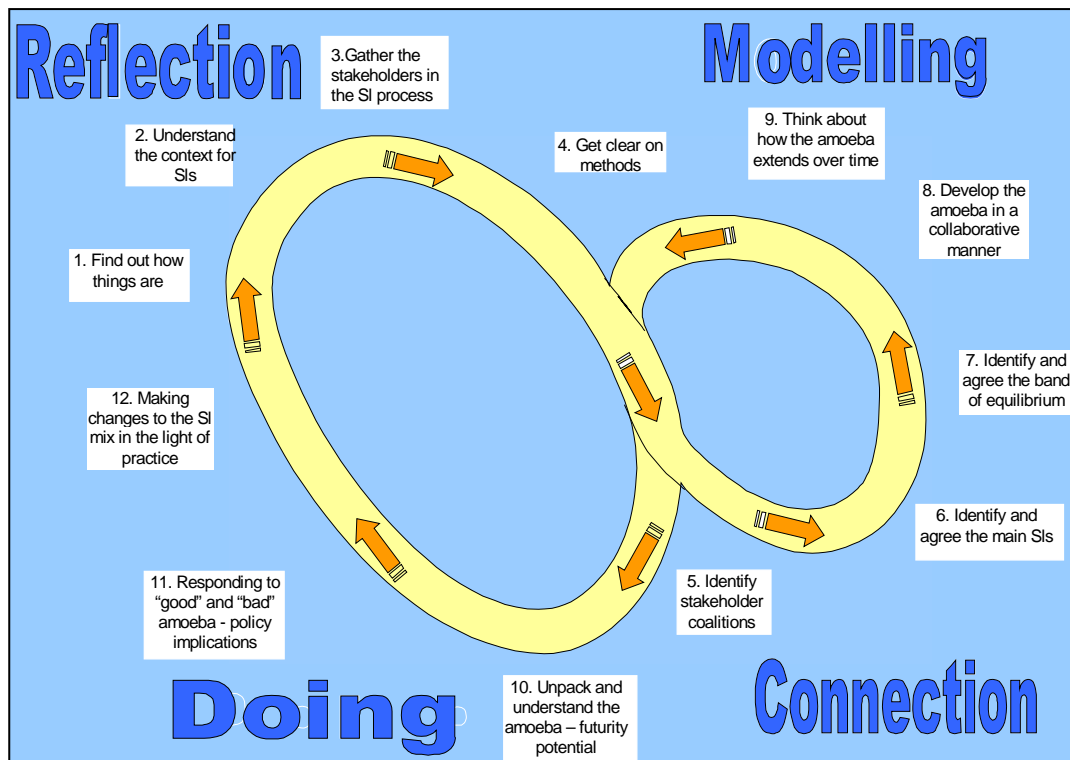 Reflection
Modelling
3.Gather the
stakeholders in
the SI process
9. Think about
how the amoeba
extends over time
2. Understand
the context for
SIs
4. Get clear on
methods
8. Develop the
amoeba in a
collaborative
manner
1. Find out how
things are
7. Identify and
agree the band
of equilibrium
12. Making
changes to the SI
mix in the light of
practice
6. Identify and
agree the main SIs
11. Responding to
“good” and “bad”
amoeba - policy
implications
5. Identify
stakeholder
coalitions
Doing
10. Unpack and
understand the
amoeba – futurity
potential
Connection